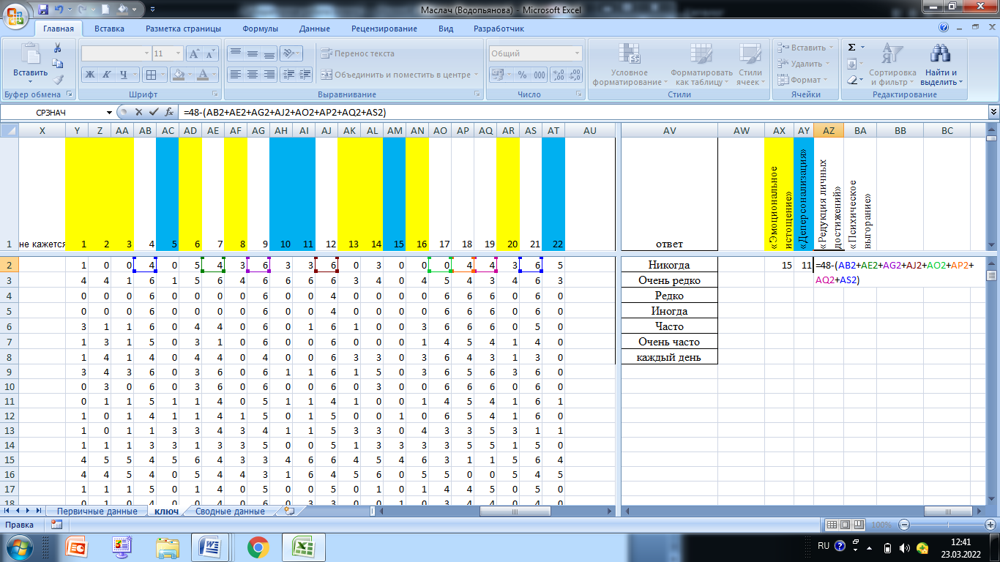 Маслач (Водопьянова) - Microsoft Excel
Главная Вставка Разметка страницы Формулы Данные Рецензирование Вид Разработчик
11 Перенос текста Общий Вставить Σ
Вставить Ж К Ч А Объединить и поместить в центре % 000 Условное форматирование Форматировать как таблицу Стили ячеек Удалить Формат Сортировка и фильтр Найти и выделить
Буфер обмена Шрифт Выравнивание Число Стили Ячейки Редактирование
СРЗНАЧ fx =48-(AB2+AE2+AG2+AJ2+AO2+AP2+AQ2+AS2)
X Y Z AA AB AC AD AE AF AG AH AI AJ AK AL AM AN AO AP AQ AR AS AT AU AV AW AX AY AZ BA BB BC
1 не кажется 1 2 3 4 5 6 7 8 9 10 11 12 13 14 15 16 17 18 19 20 21 22 ответ «Эмоциональное истощение» «Деперсонализация» «Редукция личных достижений» «Психическое выгорание»
2 1 0 0 4 0 5 4 3 6 3 3 6 0 3 0 0 0 4 4 3 6 5 Никогда 15 11 =48-(AB2+AE2+AG2+AJ2+AO2+AP2+
AQ2+AS2)
3 4 4 1 6 1 5 6 4 6 6 6 6 3 4 0 4 5 4 3 4 6 3 Очень редко
4 0 0 0 6 0 0 0 0 6 0 0 4 0 0 0 0 6 6 6 0 6 0 Редко
5 0 0 0 6 0 0 0 0 6 0 0 4 0 0 0 0 6 6 6 0 6 0 Иногда
6 3 1 1 6 0 4 4 0 6 0 1 6 1 0 0 3 6 6 6 0 5 0 Часто
7 1 3 1 5 0 3 1 0 6 0 0 0 0 0 0 1 4 5 4 1 4 0 Очень часто
8 1 4 1 4 0 4 4 0 4 0 0 6 3 3 0 3 6 4 3 1 3 0 каждый день
9 3 4 3 6 0 3 6 0 6 1 1 6 1 5 0 3 6 5 6 3 6 0
10 0 3 0 6 0 3 6 0 6 0 0 6 0 3 0 0 6 6 6 0 6 0
11 0 1 1 5 1 1 4 0 5 1 1 4 1 0 0 1 4 5 4 1 6 1
12 1 0 1 4 1 1 4 1 5 0 1 5 0 0 1 0 6 5 4 1 6 0
13 1 0 1 1 3 3 4 3 4 1 1 5 3 3 0 4 3 3 5 3 1 1
14 1 1 1 3 3 1 3 3 5 0 0 5 1 3 3 3 3 5 3 1 5 0
15 4 5 5 4 5 6 4 3 3 4 6 6 4 5 4 6 3 1 1 5 6 4
16 4 4 5 4 0 5 4 4 3 1 6 4 5 6 0 5 0 0 0 5 4 5
17 1 1 1 5 0 1 4 0 5 0 0 5 0 1 0 1 4 4 5 0 5 0
18 0 1 0 4 0 0 4 0 6 0 3 3 0 0 1 0 3 4 4 0 4 0
Первичные данные ключ Сводные данные
Правка 100%
RU 12:41
23.03.2022